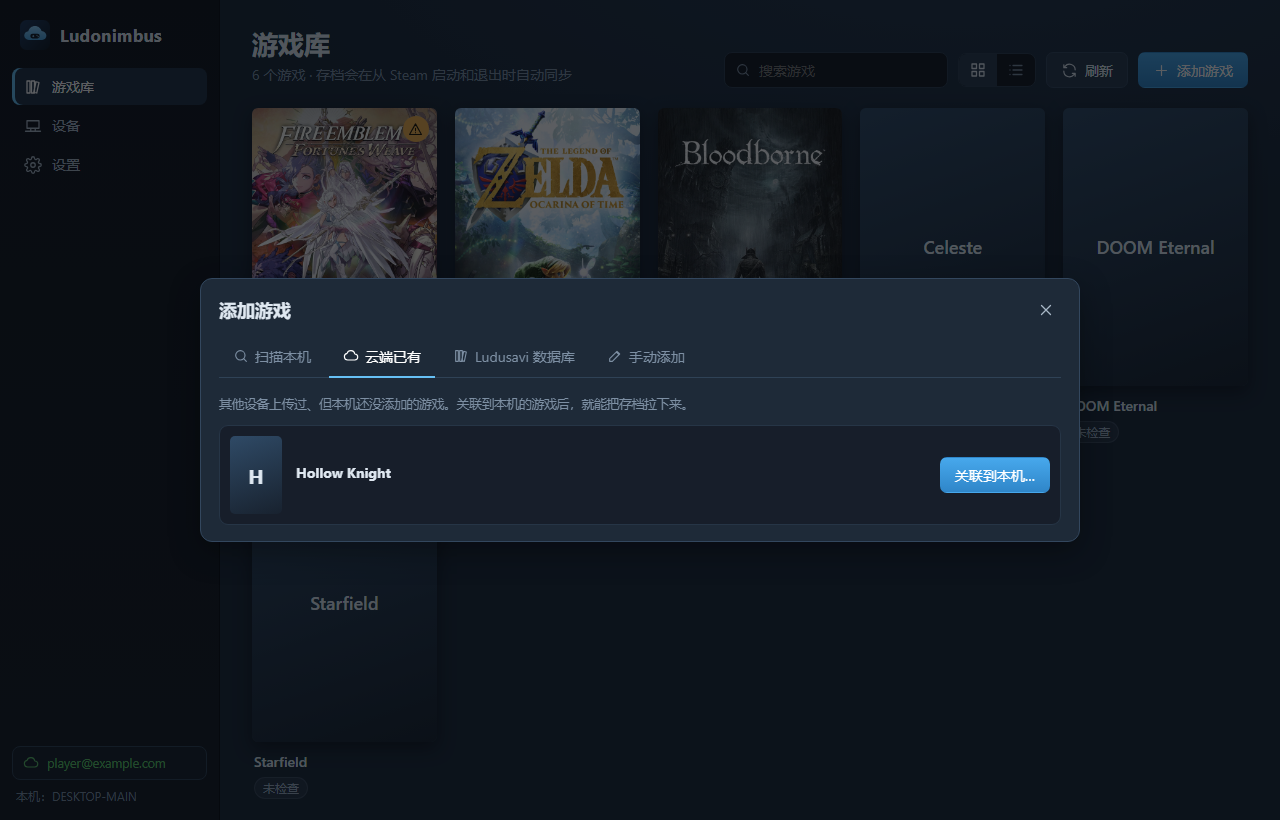 Ludonimbus
游戏库
设备
设置
player@example.com
本机：DESKTOP-MAIN
游戏库
6 个游戏 · 存档会在从 Steam 启动和退出时自动同步
搜索游戏
刷新
添加游戏
FIRE EMBLEM
FORTUNE'S WEAVE
THE LEGEND OF
ZELDA
OCARINA OF TIME
Bloodborne
Celeste
DOOM Eternal
添加游戏
扫描本机
云端已有
Ludusavi 数据库
手动添加
其他设备上传过、但本机还没添加的游戏。关联到本机的游戏后，就能把存档拉下来。
H
Hollow Knight
关联到本机...
DOOM Eternal
未检查
Starfield
Starfield
未检查